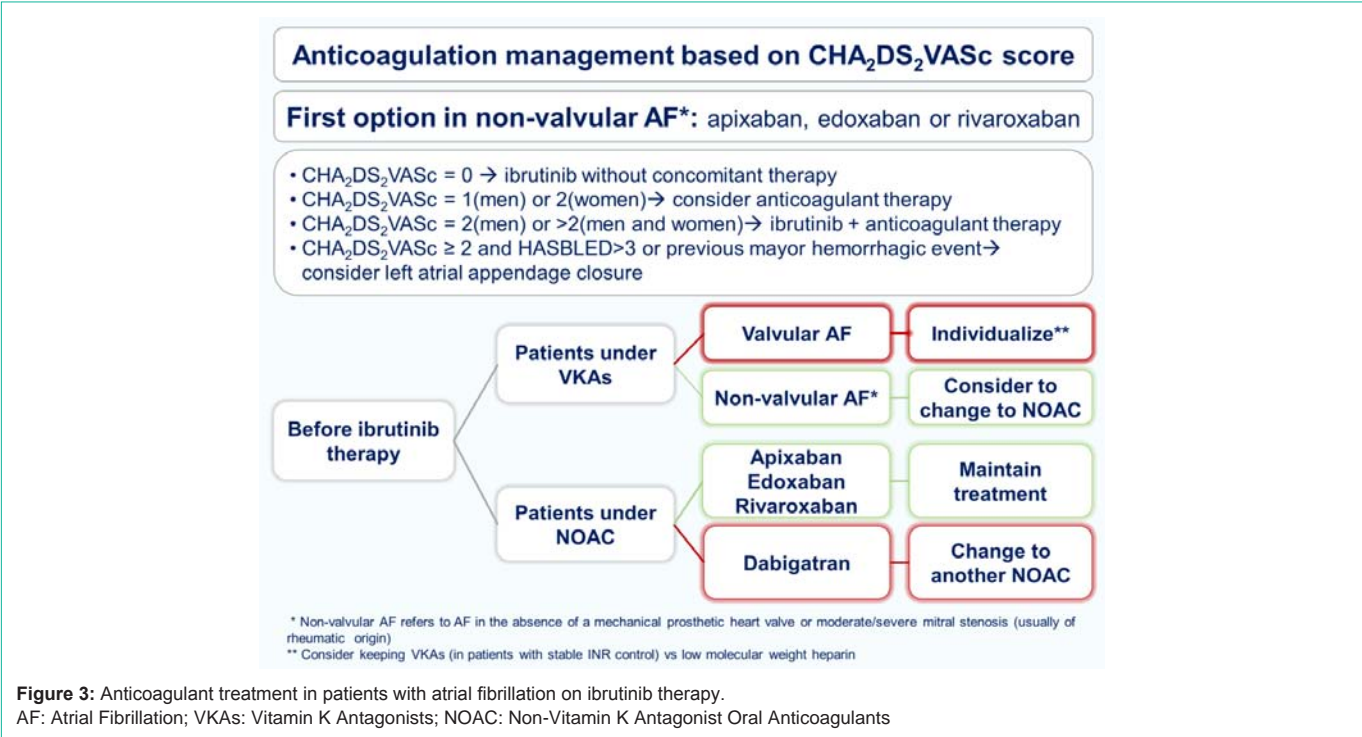 Anticoagulation management based on CHA₂DS₂VASc score
First option in non-valvular AF*: apixaban, edoxaban or rivaroxaban
• CHA₂DS₂VASc = 0 → ibrutinib without concomitant therapy
• CHA₂DS₂VASc = 1(men) or 2(women)→ consider anticoagulant therapy
• CHA₂DS₂VASc = 2(men) or >2(men and women)→ ibrutinib + anticoagulant therapy
• CHA₂DS₂VASc ≥ 2 and HASBLED>3 or previous mayor hemorrhagic event→
consider left atrial appendage closure
Before ibrutinib
therapy
Patients under
VKAs
Valvular AF
Individualize**
Non-valvular AF*
Consider to
change to NOAC
Patients under
NOAC
Apixaban
Edoxaban
Rivaroxaban
Maintain
treatment
Dabigatran
Change to
another NOAC
* Non-valvular AF refers to AF in the absence of a mechanical prosthetic heart valve or moderate/severe mitral stenosis (usually of
rheumatic origin)
** Consider keeping VKAs (in patients with stable INR control) vs low molecular weight heparin
Figure 3: Anticoagulant treatment in patients with atrial fibrillation on ibrutinib therapy.
AF: Atrial Fibrillation; VKAs: Vitamin K Antagonists; NOAC: Non-Vitamin K Antagonist Oral Anticoagulants